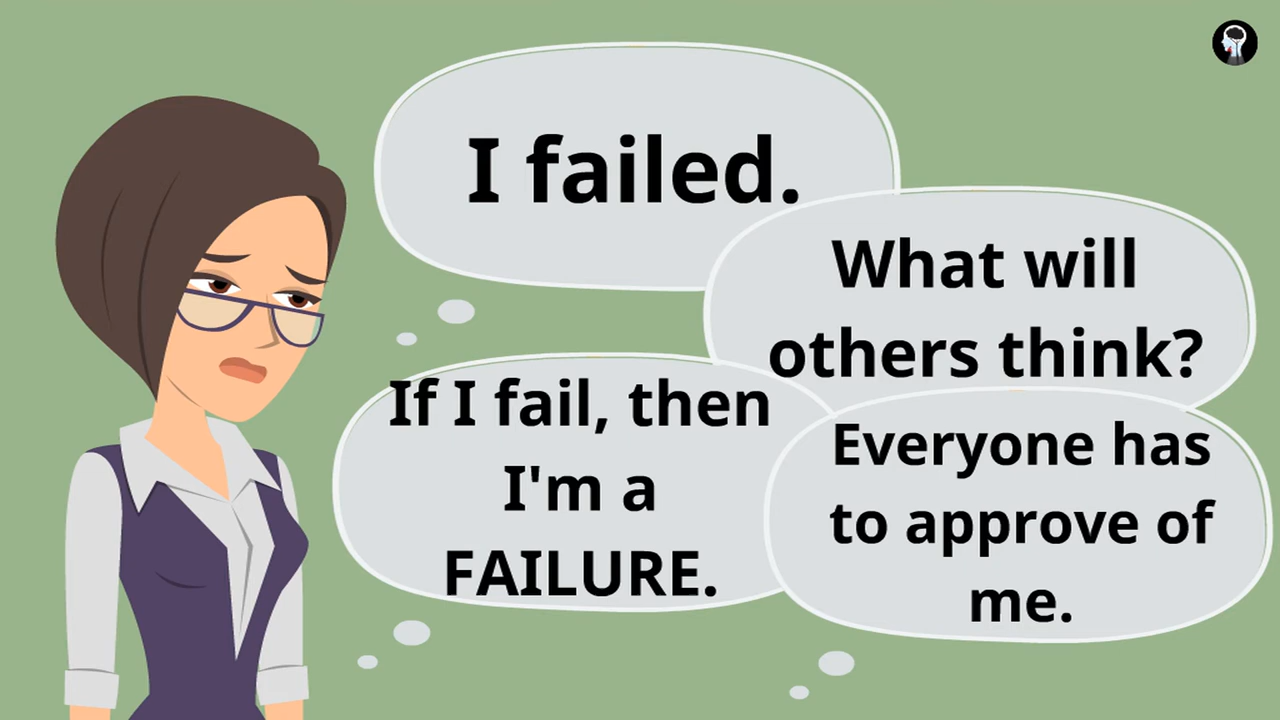 I failed.
What will
others think?
If I fail, then
I'm a
FAILURE.
Everyone has
to approve of
me.